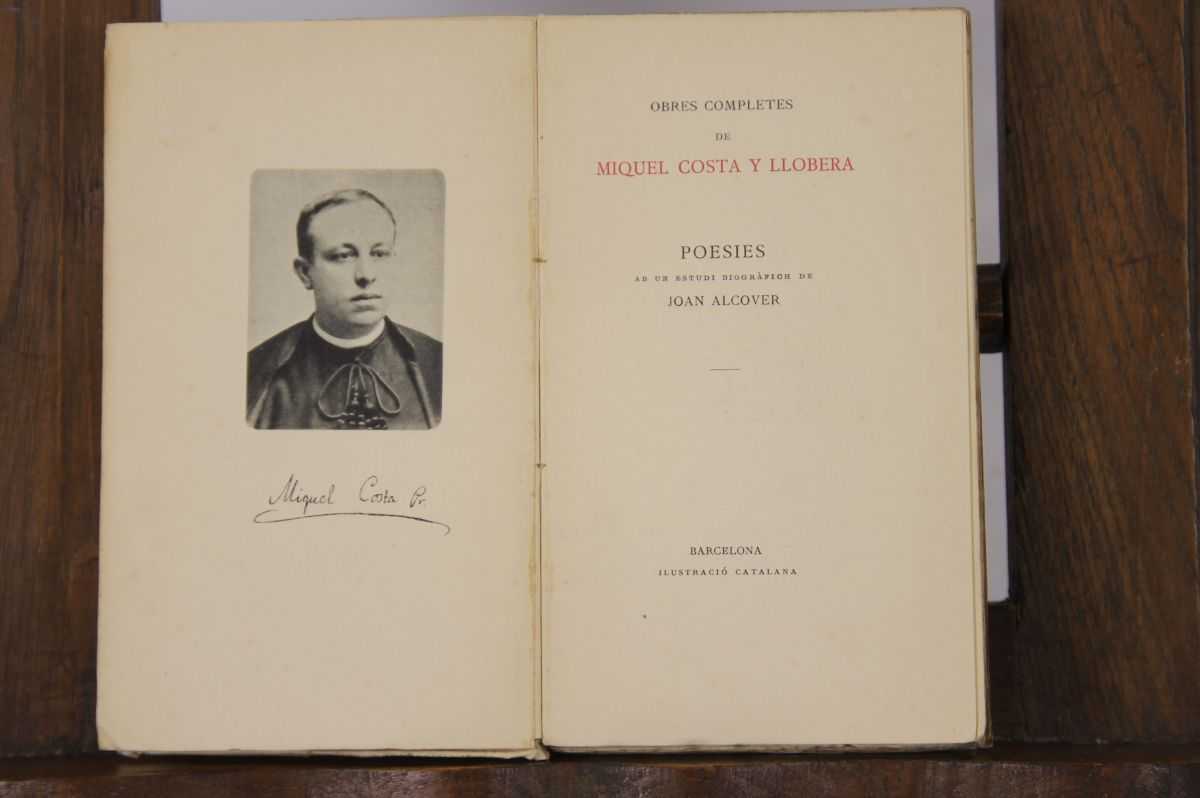 Miquel Costa Pr.
OBRES COMPLETES
DE
MIQUEL COSTA Y LLOBERA
POESIES
AB UN ESTUDI BIOGRÀFICH DE
JOAN ALCOVER
BARCELONA
ILUSTRACIÓ CATALANA